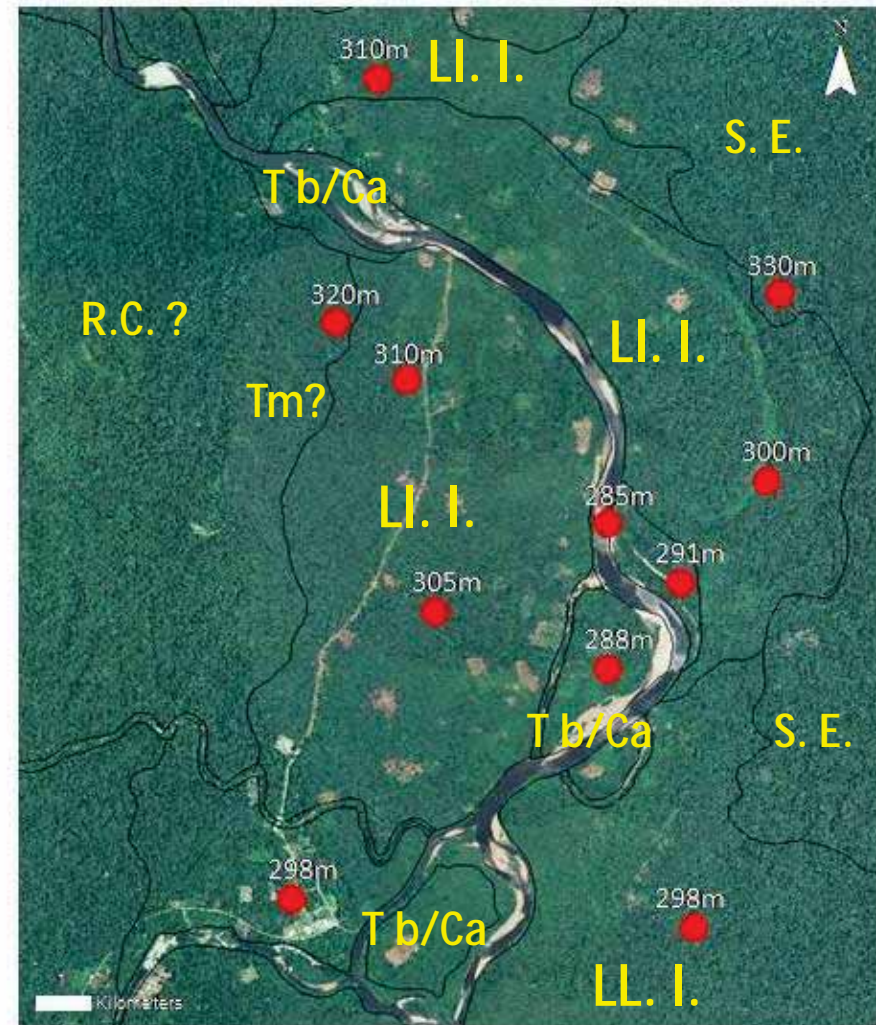 310m
Ll. I.
N
S. E.
T b/Ca
330m
320m
R.C. ?
Ll. I.
310m
Tm?
300m
Ll. I.
285m
291m
305m
288m
T b/Ca
S. E.
298m
298m
T b/Ca
LL. I.
Kilometers